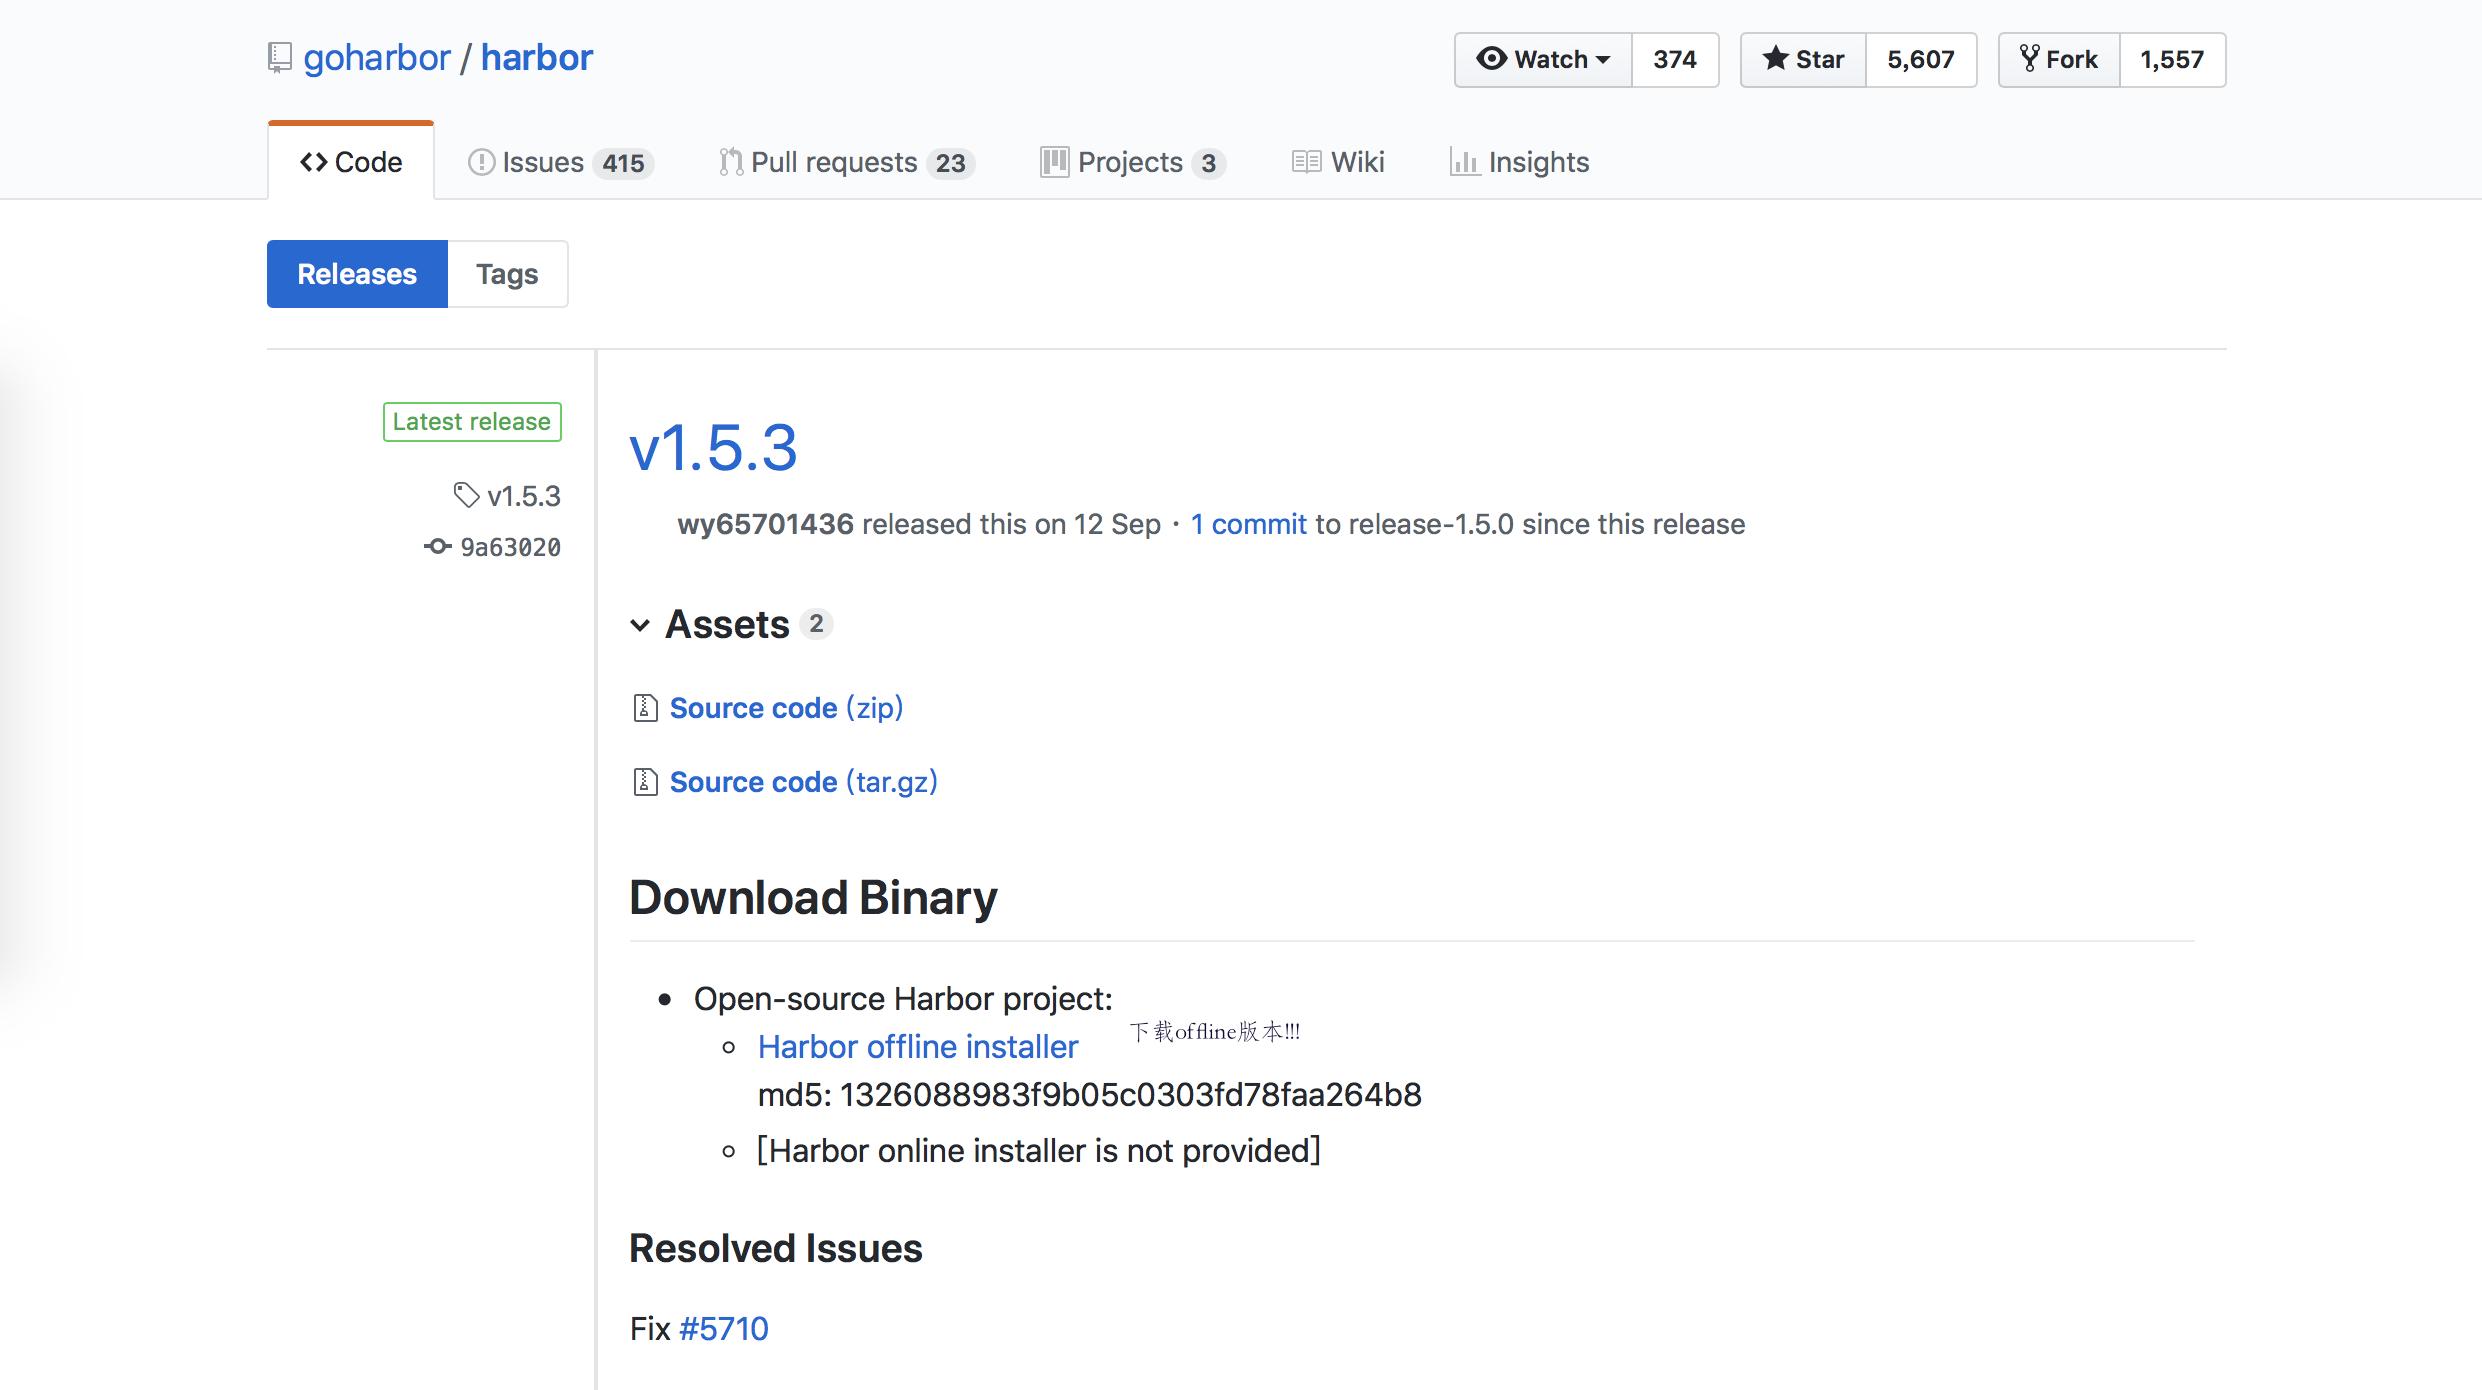 goharbor / harbor
Watch 374 Star 5,607 Fork 1,557
Code Issues 415 Pull requests 23 Projects 3 Wiki Insights
Releases Tags
Latest release
v1.5.3
9a63020
v1.5.3
wy65701436 released this on 12 Sep · 1 commit to release-1.5.0 since this release
Assets 2
Source code (zip)
Source code (tar.gz)
Download Binary
Open-source Harbor project:
下载offline版本!!!
Harbor offline installer
md5: 1326088983f9b05c0303fd78faa264b8
[Harbor online installer is not provided]
Resolved Issues
Fix #5710